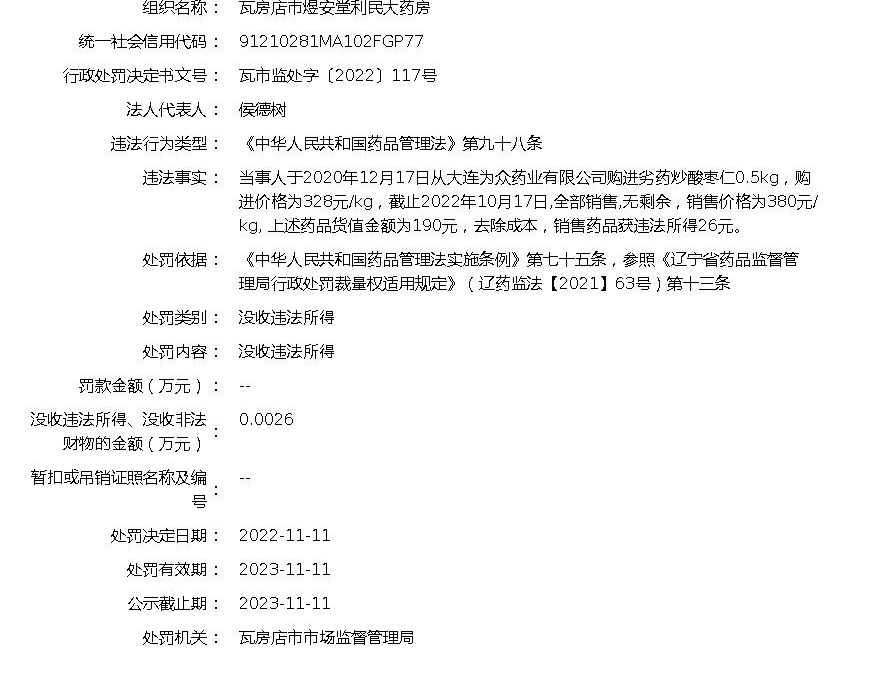 组织名称： 瓦房店市煜安堂利民大药房
统一社会信用代码： 91210281MA102FGP77
行政处罚决定书文号： 瓦市监处字〔2022〕117号
法人代表人： 侯德树
违法行为类型： 《中华人民共和国药品管理法》第九十八条
违法事实： 当事人于2020年12月17日从大连为众药业有限公司购进劣药炒酸枣仁0.5kg，购
进价格为328元/kg，截止2022年10月17日,全部销售,无剩余，销售价格为380元/
kg, 上述药品货值金额为190元，去除成本，销售药品获违法所得26元。
处罚依据： 《中华人民共和国药品管理法实施条例》第七十五条，参照《辽宁省药品监督管
理局行政处罚裁量权适用规定》（辽药监法【2021】63号）第十三条
处罚类别： 没收违法所得
处罚内容： 没收违法所得
罚款金额（万元）： --
没收违法所得、没收非法
财物的金额（万元）： 0.0026
暂扣或吊销证照名称及编
号： --
处罚决定日期： 2022-11-11
处罚有效期： 2023-11-11
公示截止期： 2023-11-11
处罚机关： 瓦房店市市场监督管理局